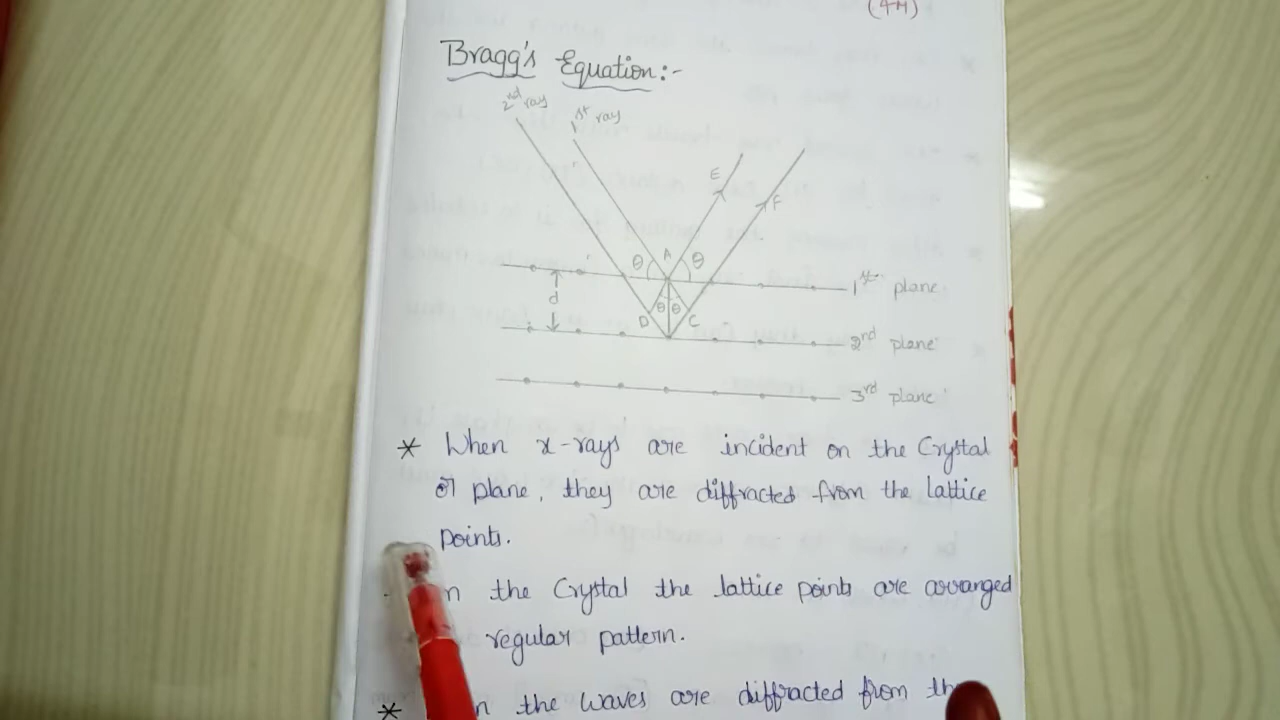 (4M)
Bragg's Equation:-
2nd ray
1st ray
E
F
θ A θ
1st plane
d
θ θ
D C
2nd plane
3rd plane
* When x-rays are incident on the Crystal
or plane, they are diffracted from the lattice
points.
the Crystal the lattice points are arranged
regular pattern.
* the waves are diffracted from